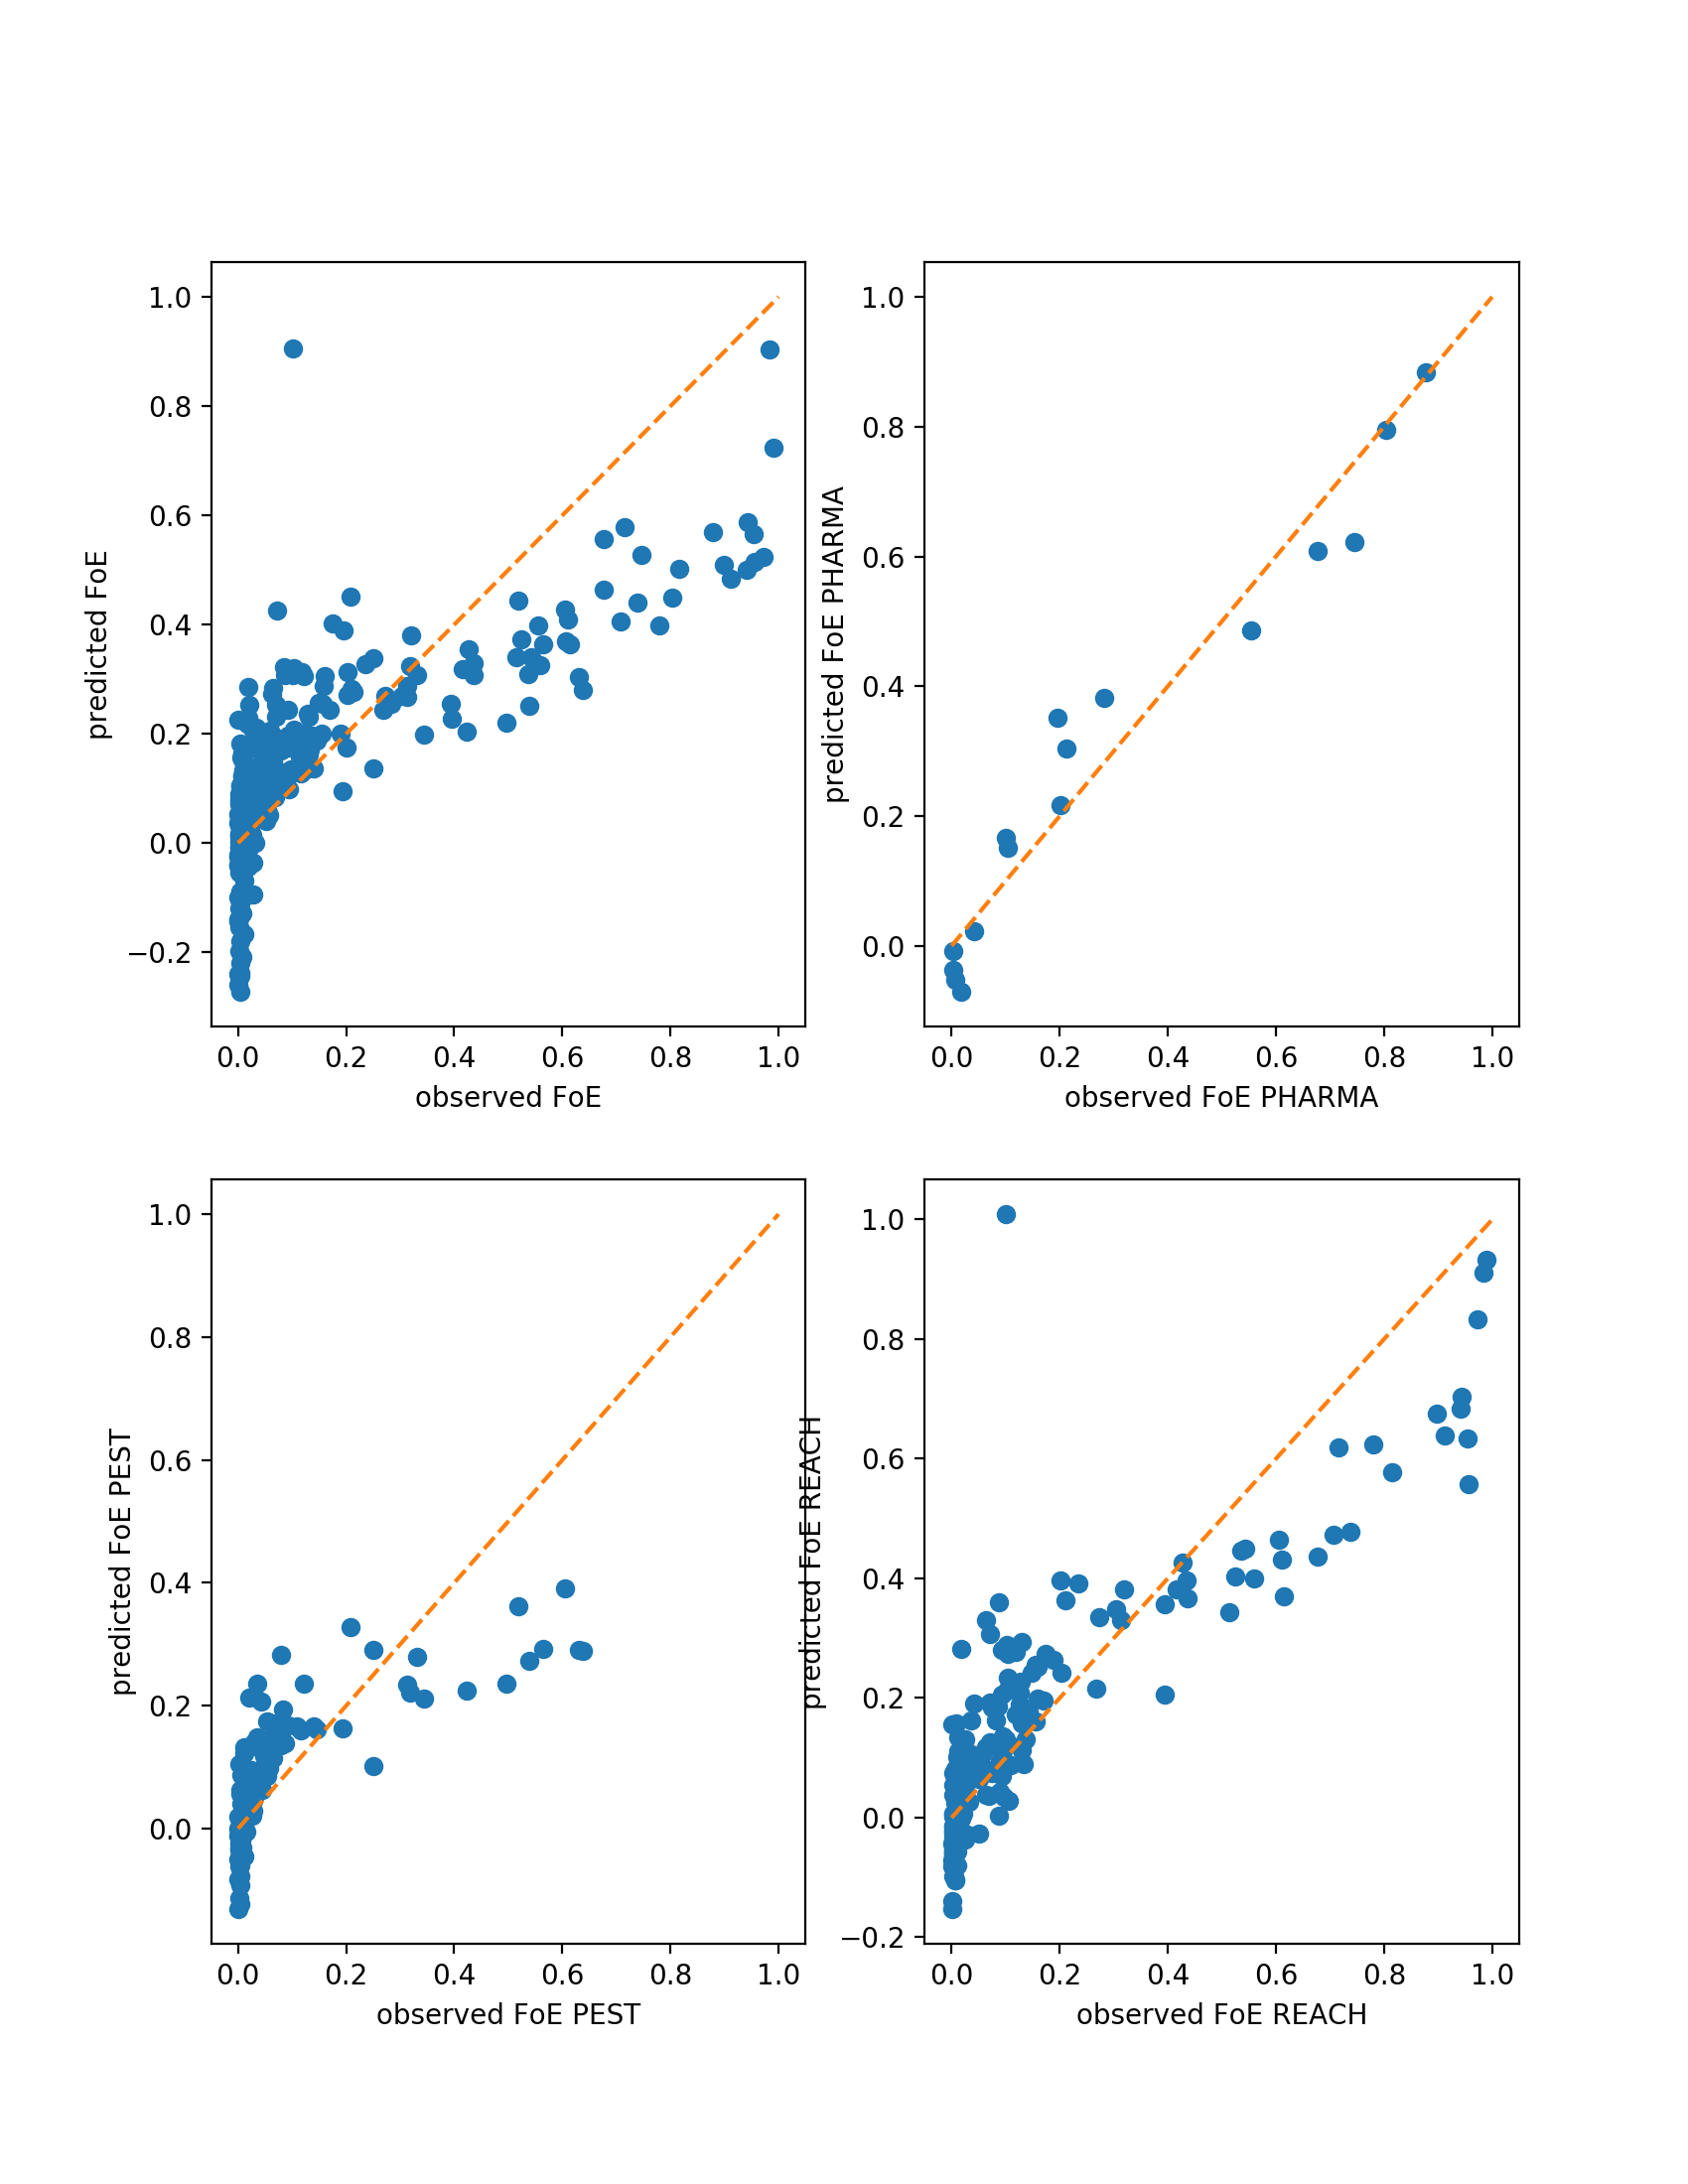 1.0
0.8
0.6
0.4
0.2
0.0
−0.2
predicted FoE
0.0 0.2 0.4 0.6 0.8 1.0
observed FoE
1.0
0.8
0.6
0.4
0.2
0.0
predicted FoE PHARMA
0.0 0.2 0.4 0.6 0.8 1.0
observed FoE PHARMA
1.0
0.8
0.6
0.4
0.2
0.0
predicted FoE PEST
0.0 0.2 0.4 0.6 0.8 1.0
observed FoE PEST
1.0
0.8
0.6
0.4
0.2
0.0
−0.2
predicted FoE REACH
0.0 0.2 0.4 0.6 0.8 1.0
observed FoE REACH